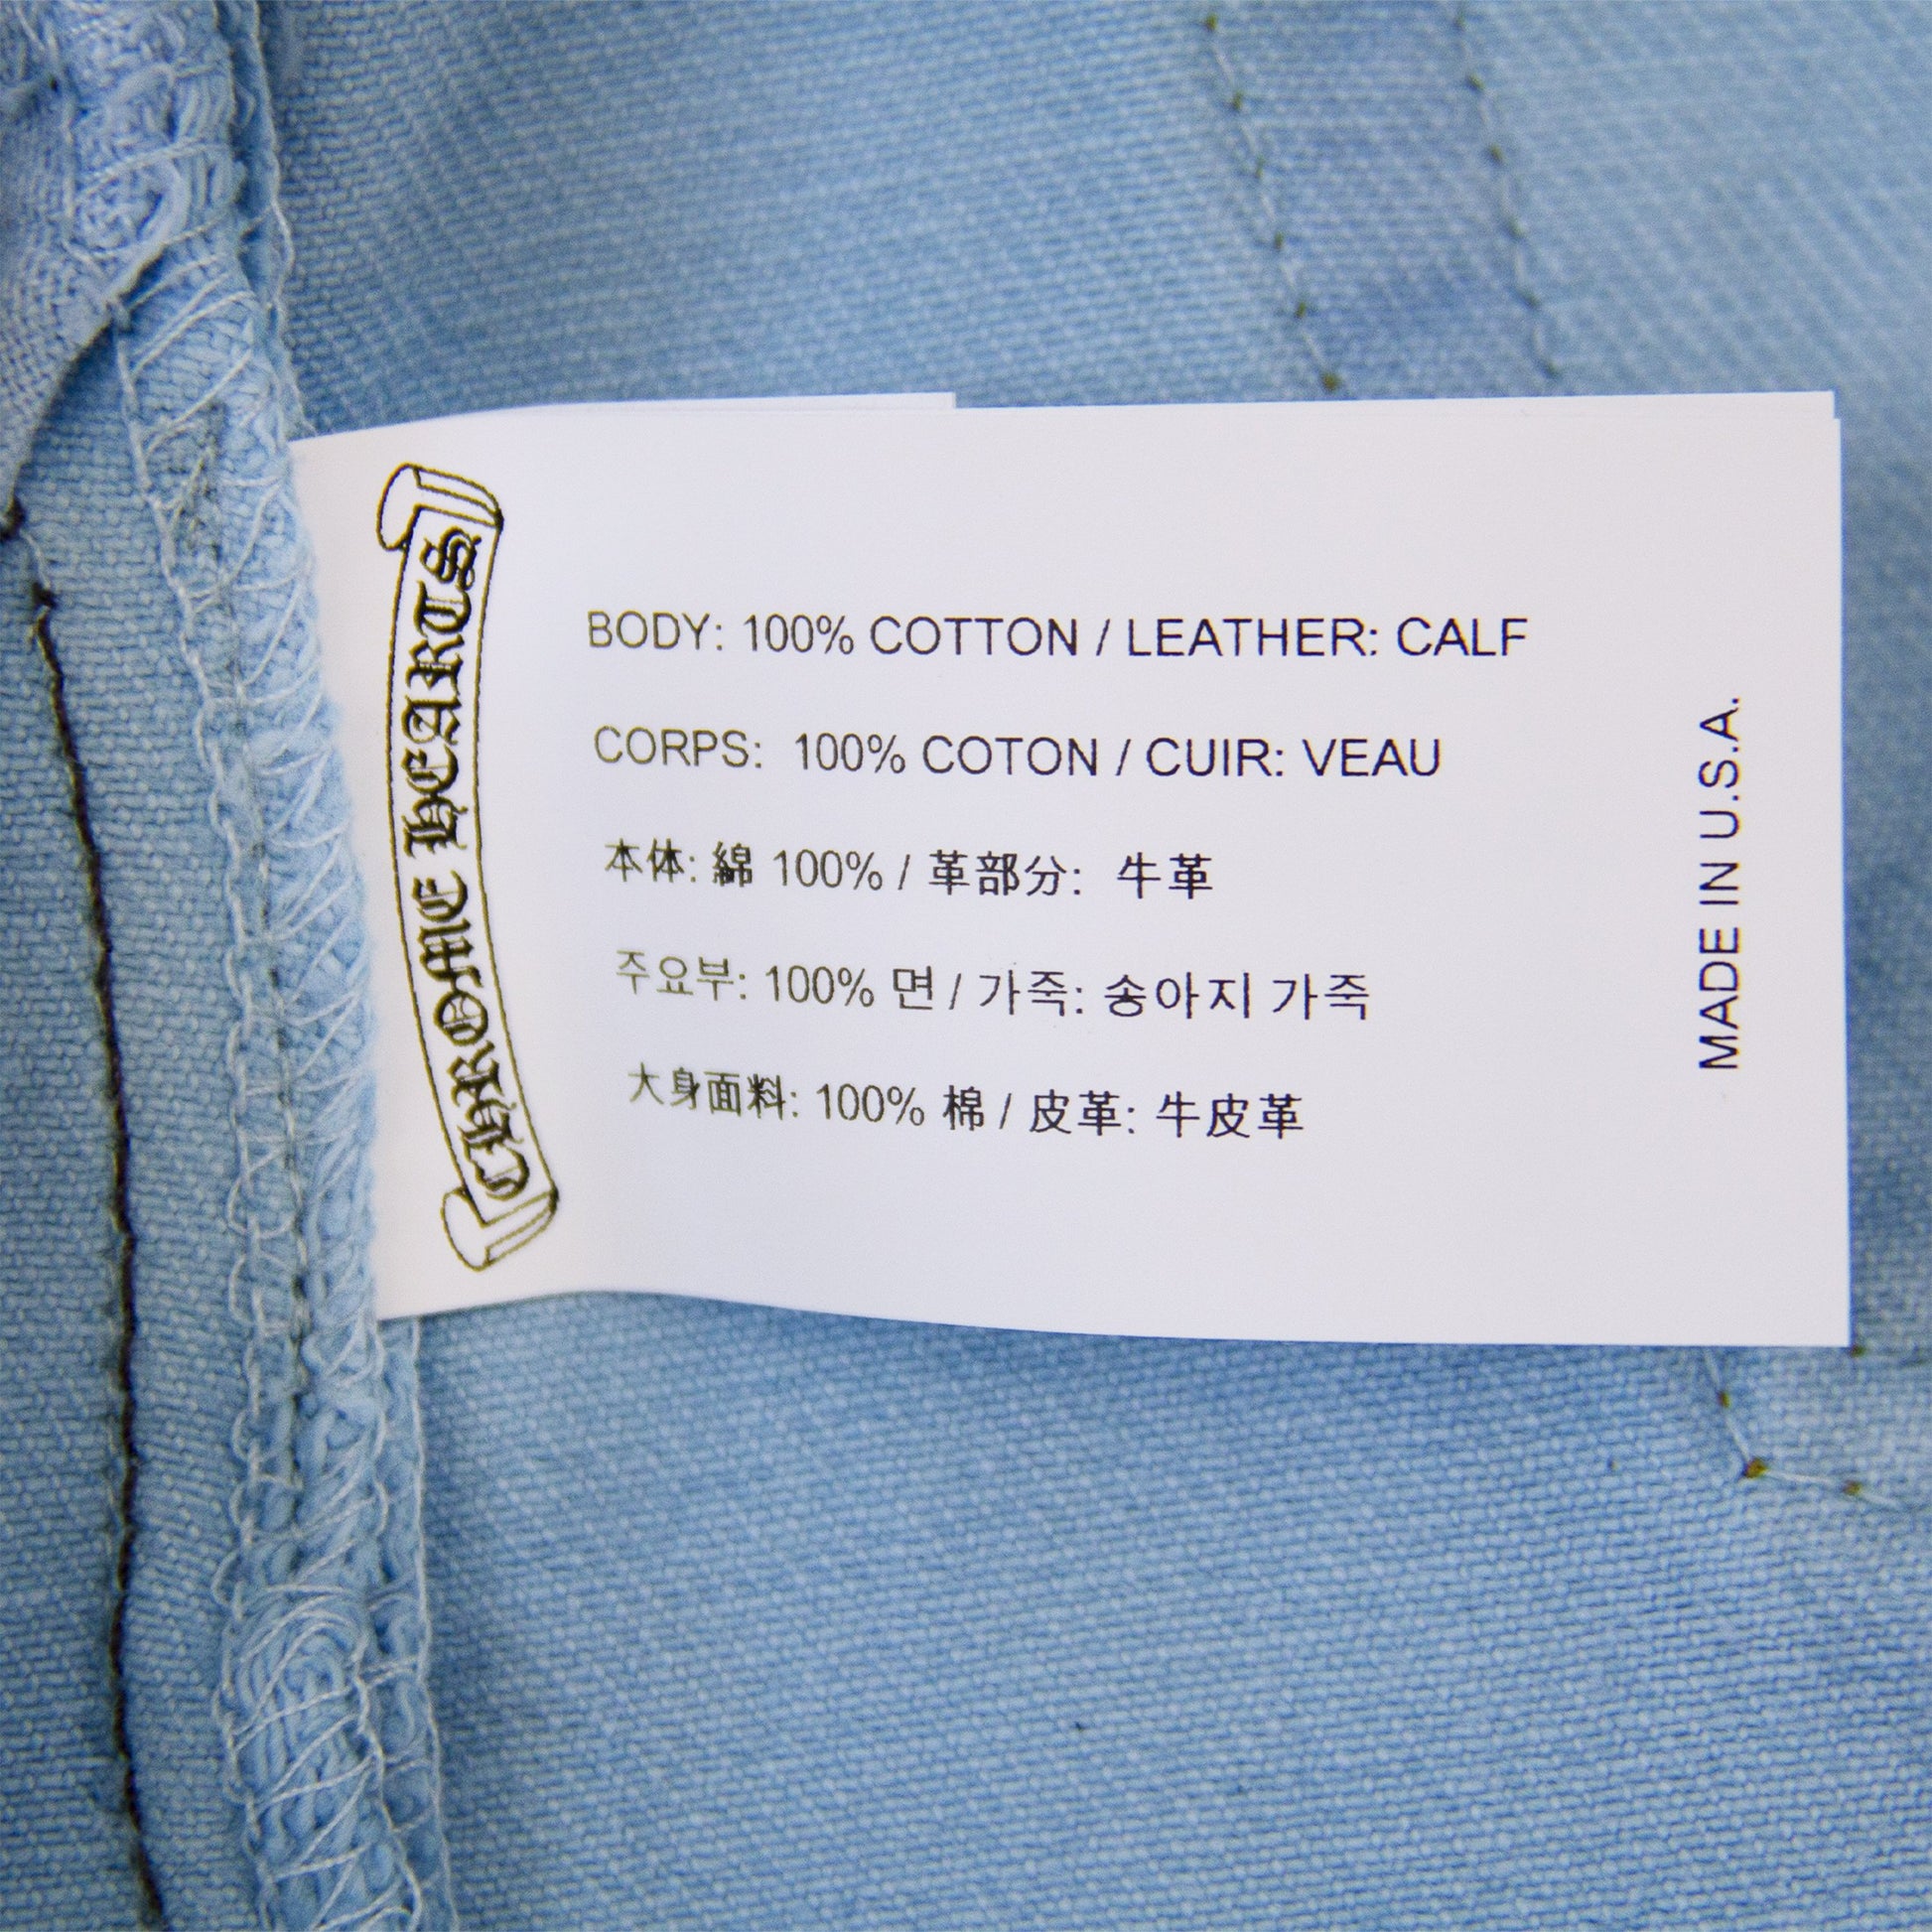 CHROME HEARTS
BODY: 100% COTTON / LEATHER: CALF
CORPS: 100% COTON / CUIR: VEAU
本体: 綿 100% / 革部分: 牛革
주요부: 100% 면 / 가죽: 송아지 가죽
大身面料: 100% 棉 / 皮革: 牛皮革
MADE IN U.S.A.